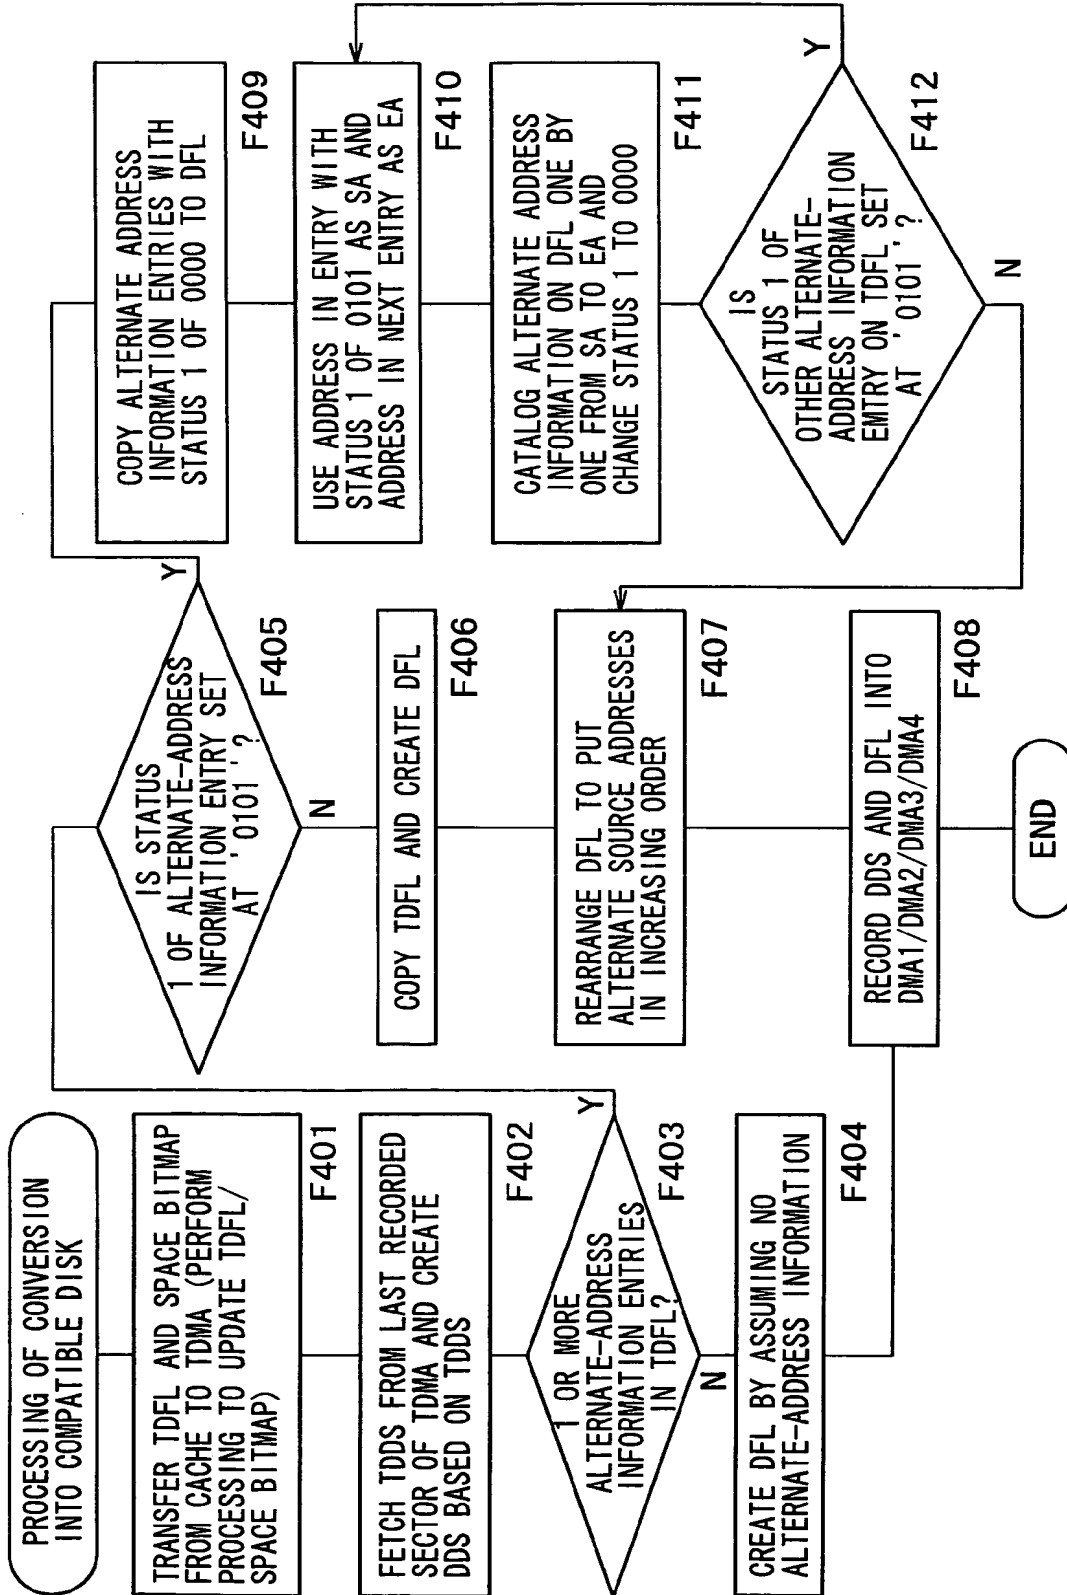 PROCESSING OF CONVERSION
INTO COMPATIBLE DISK
TRANSFER TDFL AND SPACE BITMAP
FROM CACHE TO TDMA (PERFORM
PROCESSING TO UPDATE TDFL/
SPACE BITMAP)
F401
FETCH TDDS FROM LAST RECORDED
SECTOR OF TDMA AND CREATE
DDS BASED ON TDDS
F402
1 OR MORE
ALTERNATE-ADDRESS
INFORMATION ENTRIES
IN TDFL?
Y
F403
N
CREATE DFL BY ASSUMING NO
ALTERNATE-ADDRESS INFORMATION
F404
IS STATUS
1 OF ALTERNATE-ADDRESS
INFORMATION ENTRY SET
AT '0101'?
Y
F405
N
COPY TDFL AND CREATE DFL
F406
REARRANGE DFL TO PUT
ALTERNATE SOURCE ADDRESSES
IN INCREASING ORDER
F407
RECORD DDS AND DFL INTO
DMA1/DMA2/DMA3/DMA4
F408
END
COPY ALTERNATE ADDRESS
INFORMATION ENTRIES WITH
STATUS 1 OF 0000 TO DFL
F409
USE ADDRESS IN ENTRY WITH
STATUS 1 OF 0101 AS SA AND
ADDRESS IN NEXT ENTRY AS EA
F410
CATALOG ALTERNATE ADDRESS
INFORMATION ON DFL ONE BY
ONE FROM SA TO EA AND
CHANGE STATUS 1 TO 0000
F411
IS
STATUS 1 OF
OTHER ALTERNATE-
ADDRESS INFORMATION
EMTRY ON TDFL SET
AT '0101'?
Y
F412
N